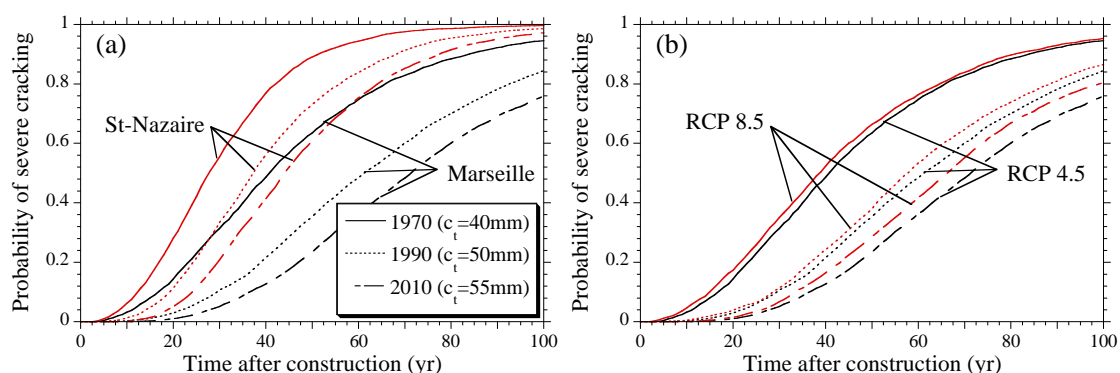 (a)
Probability of severe cracking
1
0.8
0.6
0.4
0.2
0
St-Nazaire
Marseille
1970 (c_t=40mm)
1990 (c_t=50mm)
2010 (c_t=55mm)
0 20 40 60 80 100
Time after construction (yr)
(b)
Probability of severe cracking
1
0.8
0.6
0.4
0.2
0
RCP 8.5
RCP 4.5
0 20 40 60 80 100
Time after construction (yr)